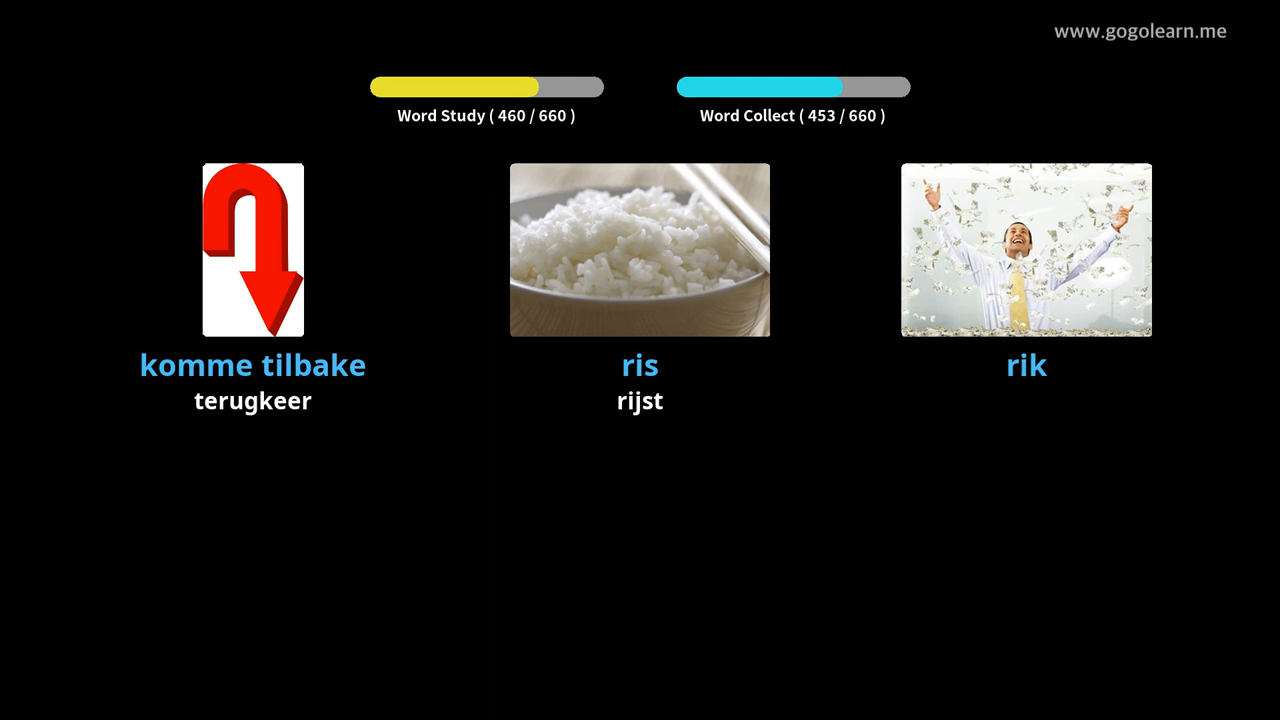 www.gogolearn.me
Word Study ( 460 / 660 )
Word Collect ( 453 / 660 )
komme tilbake
terugkeer
ris
rijst
rik